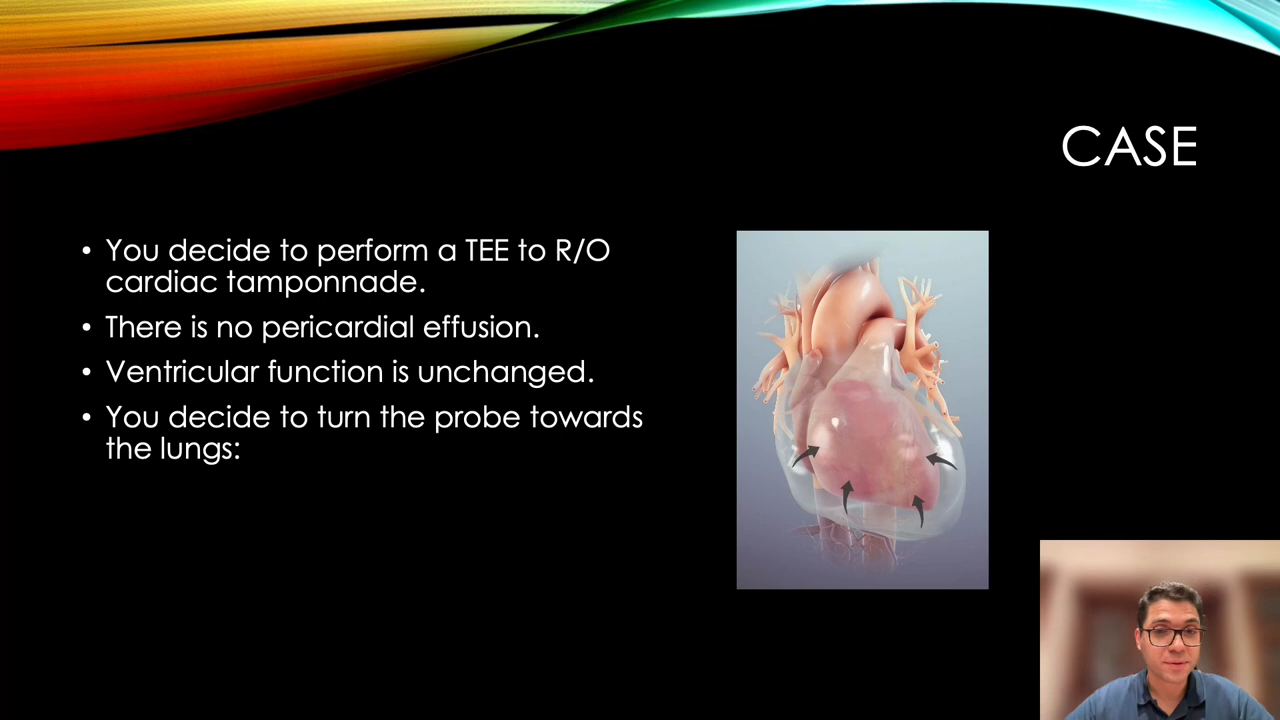 CASE
• You decide to perform a TEE to R/O
cardiac tamponnade.
• There is no pericardial effusion.
• Ventricular function is unchanged.
• You decide to turn the probe towards
the lungs: